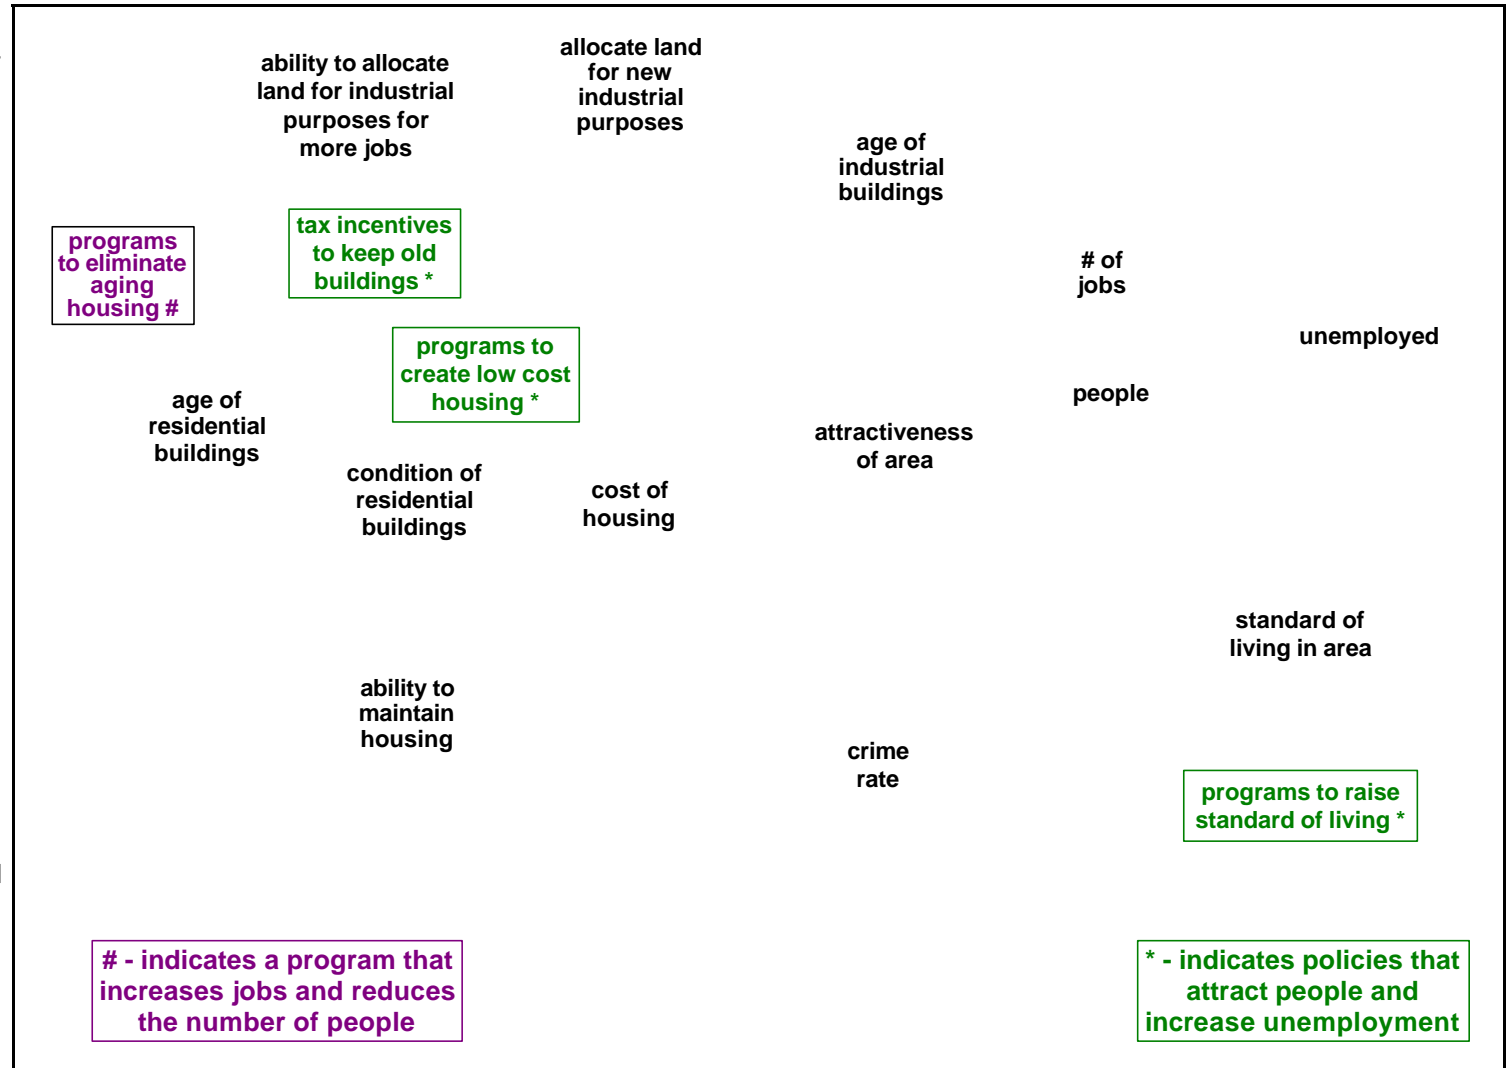 ability to allocate
land for industrial
purposes for
more jobs
allocate land
for new
industrial
purposes
age of
industrial
buildings
programs
to eliminate
aging
housing #
tax incentives
to keep old
buildings *
# of
jobs
unemployed
programs to
create low cost
housing *
people
age of
residential
buildings
attractiveness
of area
condition of
residential
buildings
cost of
housing
standard of
living in area
ability to
maintain
housing
crime
rate
programs to raise
standard of living *
# - indicates a program that
increases jobs and reduces
the number of people
* - indicates policies that
attract people and
increase unemployment